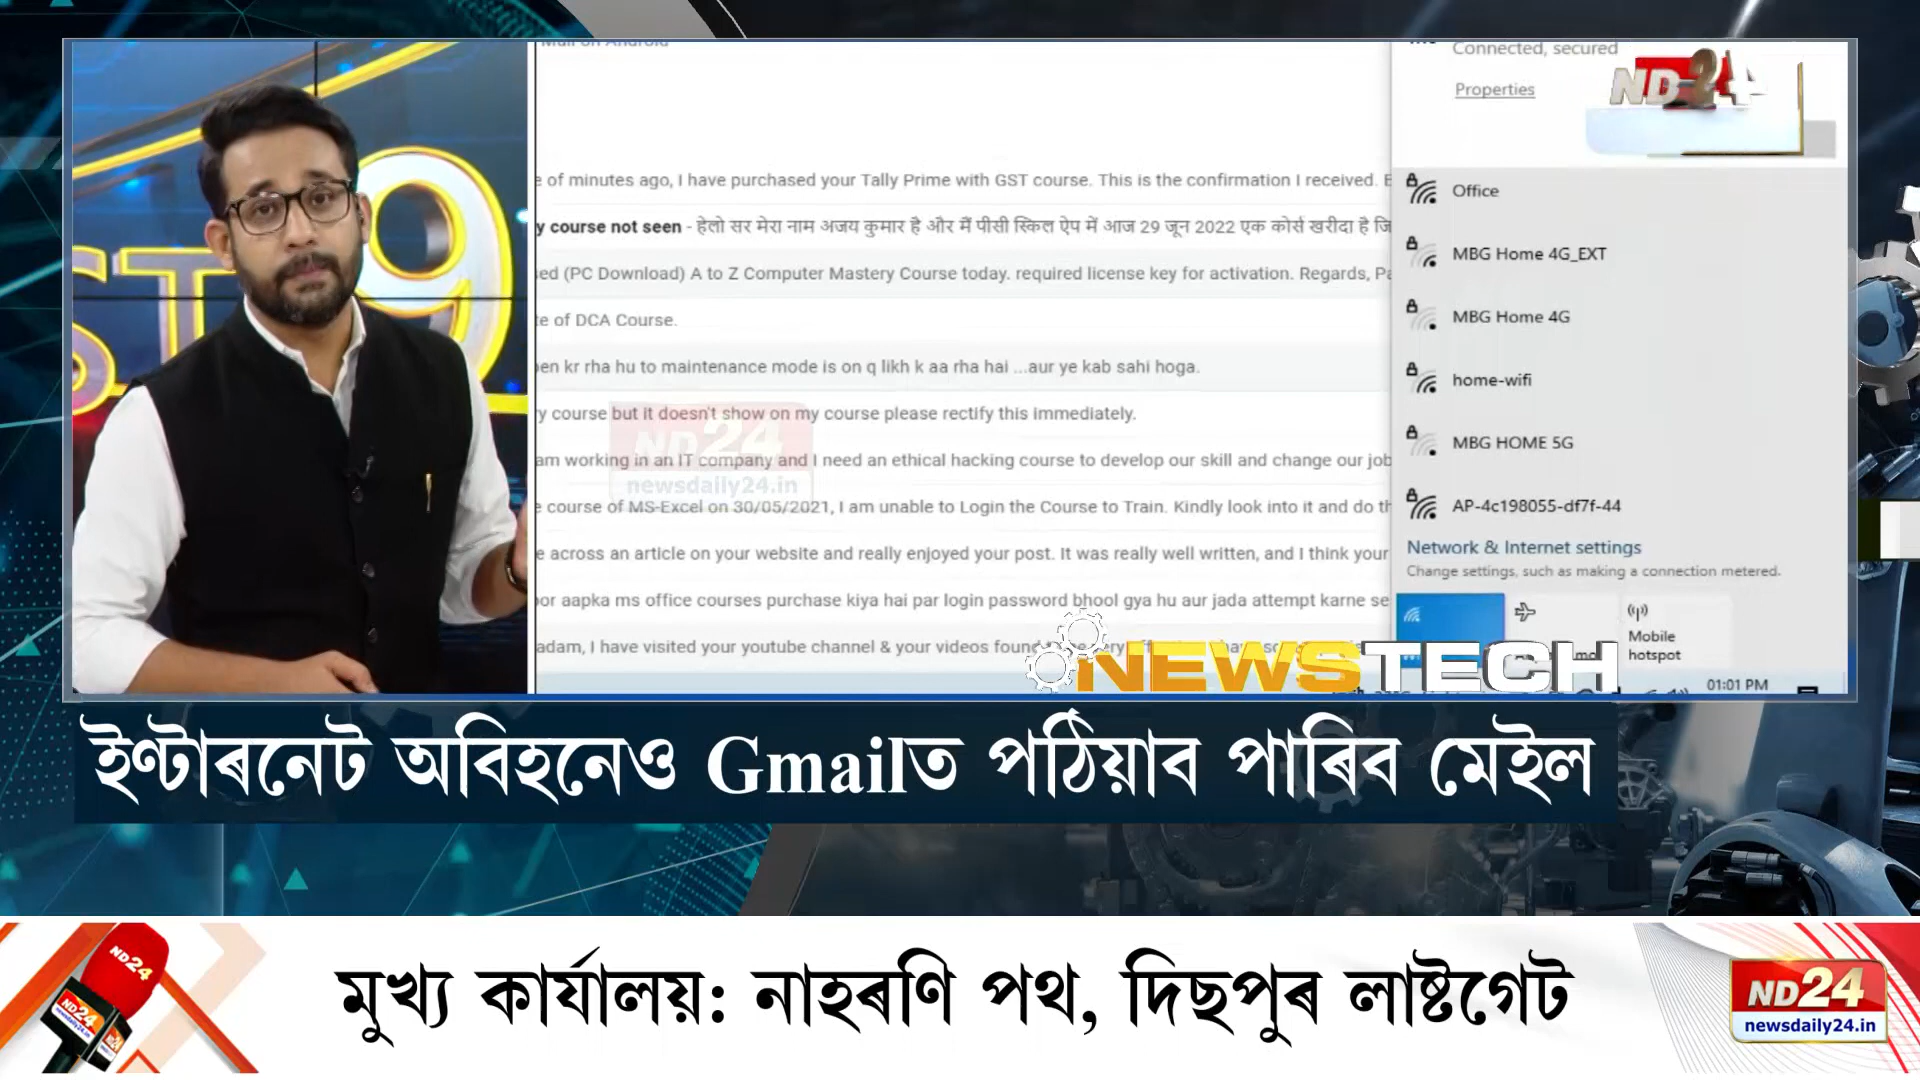 Mail on Android
e of minutes ago, I have purchased your Tally Prime with GST course. This is the confirmation I received.
y course not seen - हेलो सर मेरा नाम अजय कुमार है और मैं पीसी स्किल ऐप में आज 29 जून 2022 एक कोर्स खरीदा है
ed (PC Download) A to Z Computer Mastery Course today. required license key for activation. Regards,
te of DCA Course.
en kr rha hu to maintenance mode is on q likh k aa rha hai ...aur ye kab sahi hoga.
y course but it doesn't show on my course please rectify this immediately.
am working in an IT company and I need an ethical hacking course to develop our skill and change our job
e course of MS-Excel on 30/05/2021, I am unable to Login the Course to Train. Kindly look into it and do
e across an article on your website and really enjoyed your post. It was really well written, and I think your
or aapka ms office courses purchase kiya hai par login password bhool gya hu aur jada attempt karne se
adam, I have visited your youtube channel & your videos found
ND24
newsdaily24.in
Connected, secured
Properties
ND24
Office
MBG Home 4G_EXT
MBG Home 4G
home-wifi
MBG HOME 5G
AP-4c198055-df7f-44
Network & Internet settings
Change settings, such as making a connection metered.
Mobile
hotspot
01:01 PM
ST 9
NEWSTECH
ইণ্টাৰনেট অবিহনেও Gmailত পঠিয়াব পাৰিব মেইল
মুখ্য কাৰ্যালয়: নাহৰণি পথ, দিছপুৰ লাষ্টগেট
ND24
ND24
newsdaily24.in
ND24
newsdaily24.in